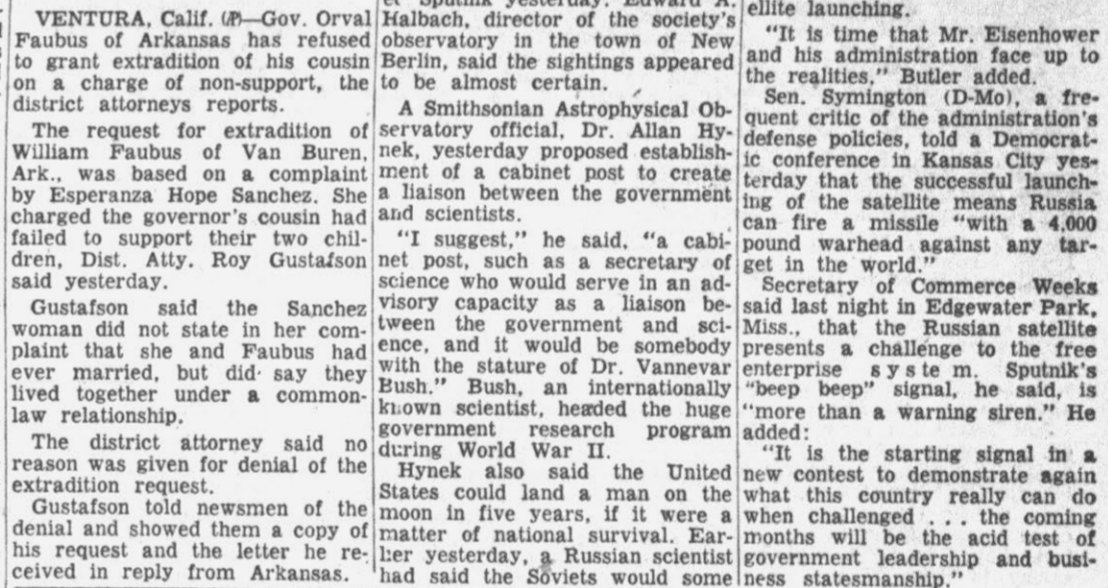 VENTURA, Calif. (AP)—Gov. Orval
Faubus of Arkansas has refused
to grant extradition of his cousin
on a charge of non-support, the
district attorneys reports.
The request for extradition of
William Faubus of Van Buren,
Ark., was based on a complaint
by Esperanza Hope Sanchez. She
charged the governor's cousin had
failed to support their two chil-
dren, Dist. Atty. Roy Gustafson
said yesterday.
Gustafson said the Sanchez
woman did not state in her com-
plaint that she and Faubus had
ever married, but did say they
lived together under a common-
law relationship.
The district attorney said no
reason was given for denial of the
extradition request.
Gustafson told newsmen of the
denial and showed them a copy of
his request and the letter he re-
ceived in reply from Arkansas.
Sputnik yesterday. Edward A.
Halbach, director of the society's
observatory in the town of New
Berlin, said the sightings appeared
to be almost certain.
A Smithsonian Astrophysical Ob-
servatory official, Dr. Allan Hy-
nek, yesterday proposed establish-
ment of a cabinet post to create
a liaison between the government
and scientists.
"I suggest," he said, "a cabi-
net post, such as a secretary of
science who would serve in an ad-
visory capacity as a liaison be-
tween the government and sci-
ence, and it would be somebody
with the stature of Dr. Vannevar
Bush." Bush, an internationally
known scientist, headed the huge
government research program
during World War II.
Hynek also said the United
States could land a man on the
moon in five years, if it were a
matter of national survival. Ear-
lier yesterday, a Russian scientist
had said the Soviets would some
ellite launching.
"It is time that Mr. Eisenhower
and his administration face up to
the realities," Butler added.
Sen. Symington (D-Mo), a fre-
quent critic of the administration's
defense policies, told a Democrat-
ic conference in Kansas City yes-
terday that the successful launch-
ing of the satellite means Russia
can fire a missile "with a 4,000
pound warhead against any tar-
get in the world."
Secretary of Commerce Weeks
said last night in Edgewater Park,
Miss., that the Russian satellite
presents a challenge to the free
enterprise s y s t e m. Sputnik's
"beep beep" signal, he said, is
"more than a warning siren." He
added:
"It is the starting signal in a
new contest to demonstrate again
what this country really can do
when challenged . . . the coming
months will be the acid test of
government leadership and busi-
ness statesmanship."